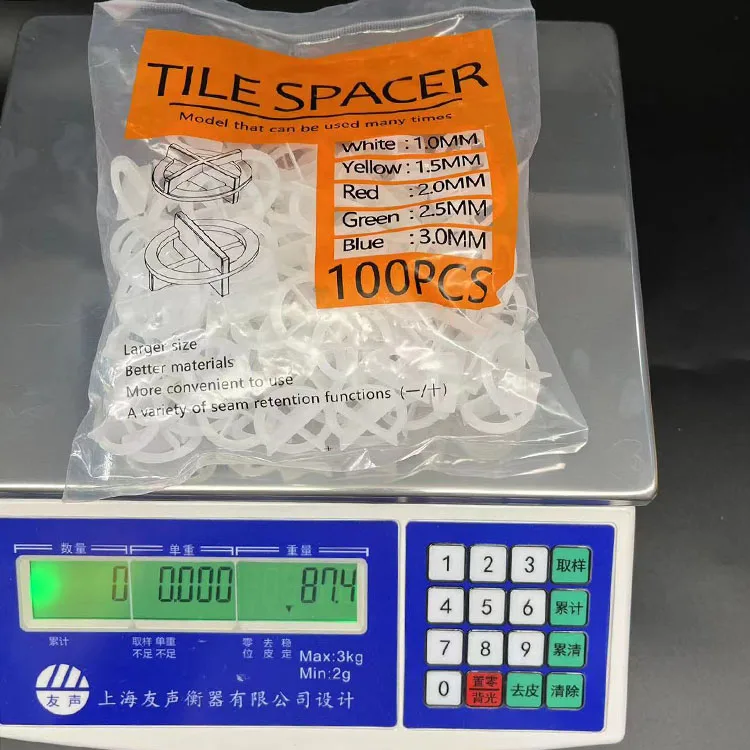 TILE SPACER
Model that can be used many times
White : 1.0MM
Yellow : 1.5MM
Red : 2.0MM
Green : 2.5MM
Blue : 3.0MM
100PCS
Larger size
Better materials
More convenient to use
A variety of seam retention functions (一/十)
数量 单重 重量
0 0.000 87.4
累计 取样不足 单重不足 零位 去皮 稳定
Max:3kg
Min:2g
友声 上海友声衡器有限公司设计
1 2 3 取样
4 5 6 累计
7 8 9 累清
0 置零/背光 去皮 清除